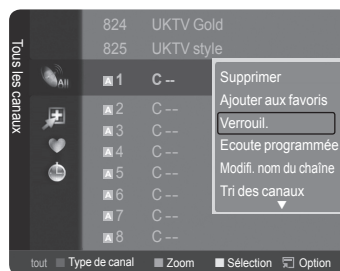 Tous les canaux
824 UKTV Gold
825 UKTV style
All
A 1 C --
A 2 C --
A 3 C --
A 4 C --
A 5 C --
A 6 C --
A 7 C --
A 8 C --
Supprimer
Ajouter aux favoris
Verrouil.
Ecoute programmée
Modifi. nom du chaîne
Tri des canaux
tout Type de canal Zoom Sélection Option